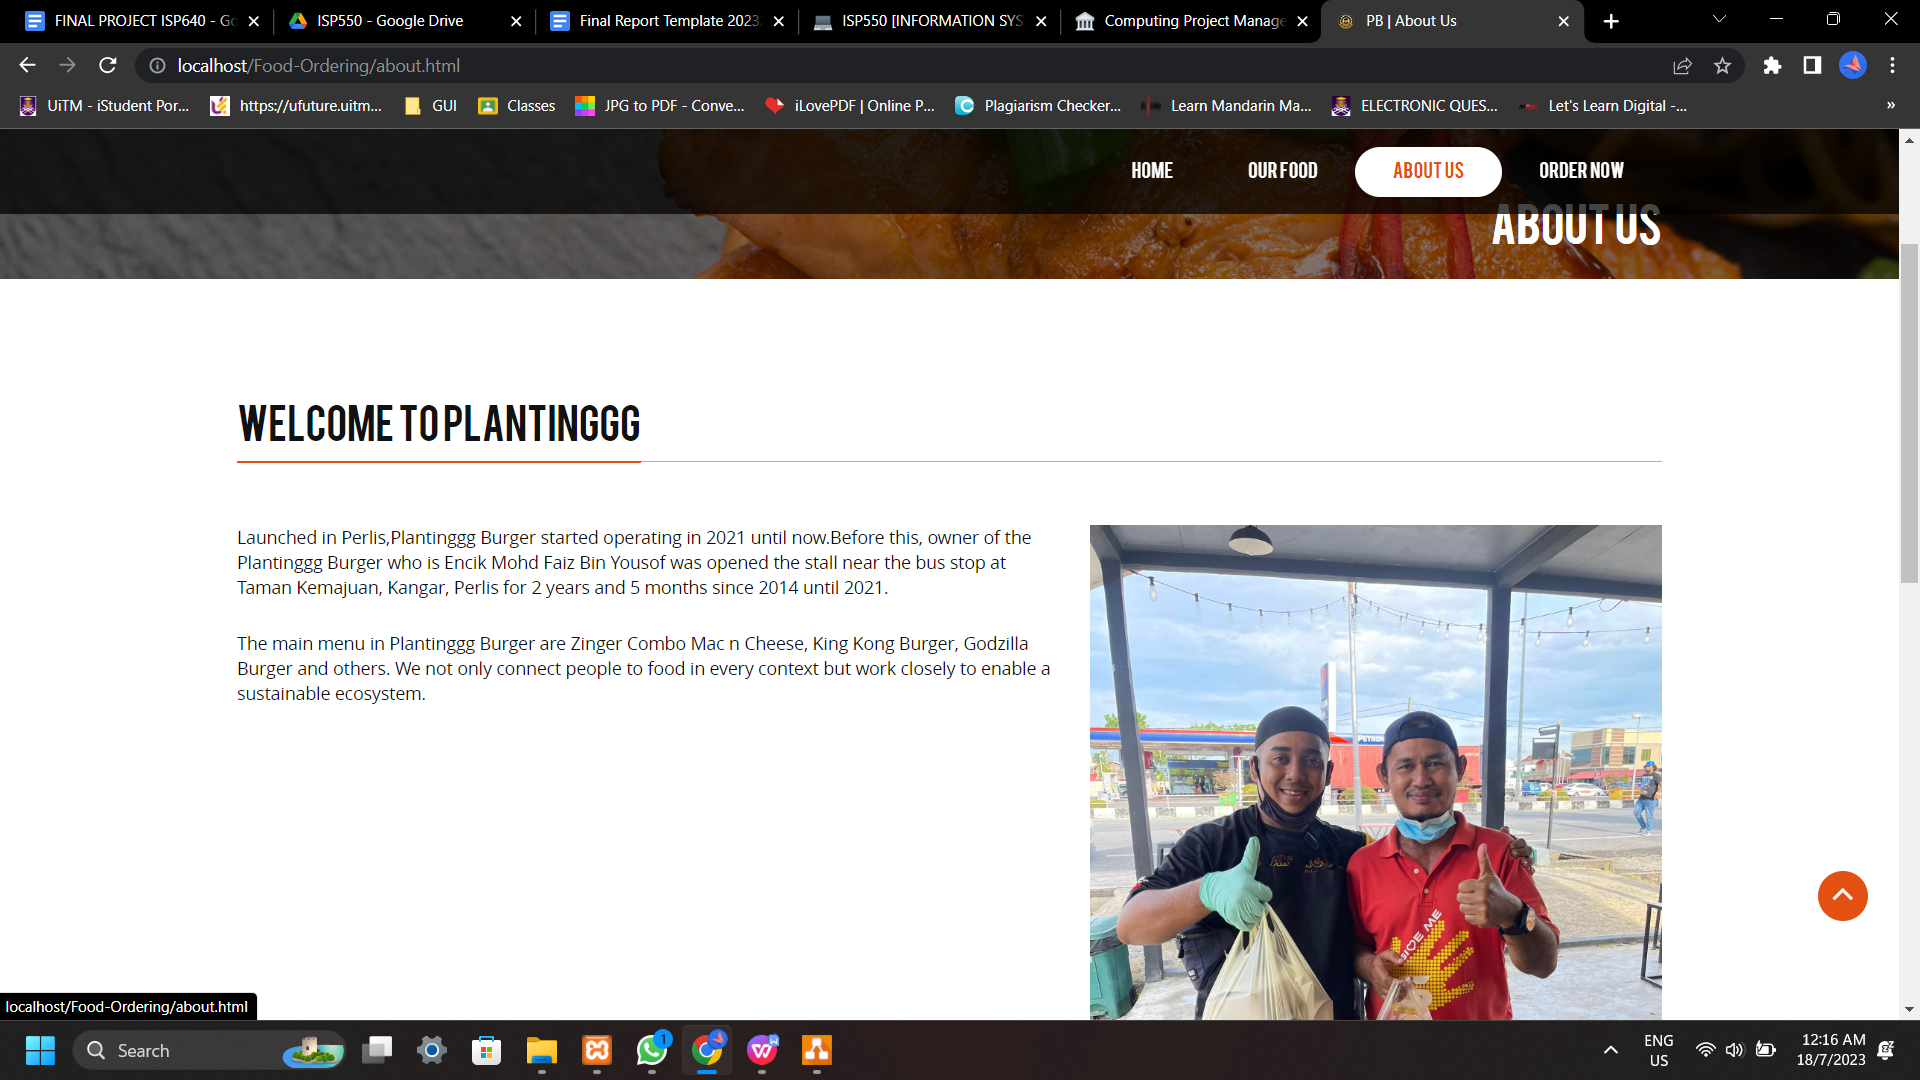 FINAL PROJECT ISP640 - Go
ISP550 - Google Drive
Final Report Template 2023
ISP550 [INFORMATION SYS
Computing Project Manage
PB | About Us
localhost/Food-Ordering/about.html
UiTM - iStudent Por...
https://ufuture.uitm...
GUI
Classes
JPG to PDF - Conve...
iLovePDF | Online P...
Plagiarism Checker...
Learn Mandarin Ma...
ELECTRONIC QUES...
Let's Learn Digital -...
HOME
OUR FOOD
ABOUT US
ORDER NOW
ABOUT US
WELCOME TO PLANTINGGG
Launched in Perlis,Plantinggg Burger started operating in 2021 until now.Before this, owner of the
Plantinggg Burger who is Encik Mohd Faiz Bin Yousof was opened the stall near the bus stop at
Taman Kemajuan, Kangar, Perlis for 2 years and 5 months since 2014 until 2021.
The main menu in Plantinggg Burger are Zinger Combo Mac n Cheese, King Kong Burger, Godzilla
Burger and others. We not only connect people to food in every context but work closely to enable a
sustainable ecosystem.
PETRON
GIVE ME
localhost/Food-Ordering/about.html
Search
1
ENG
US
12:16 AM
18/7/2023